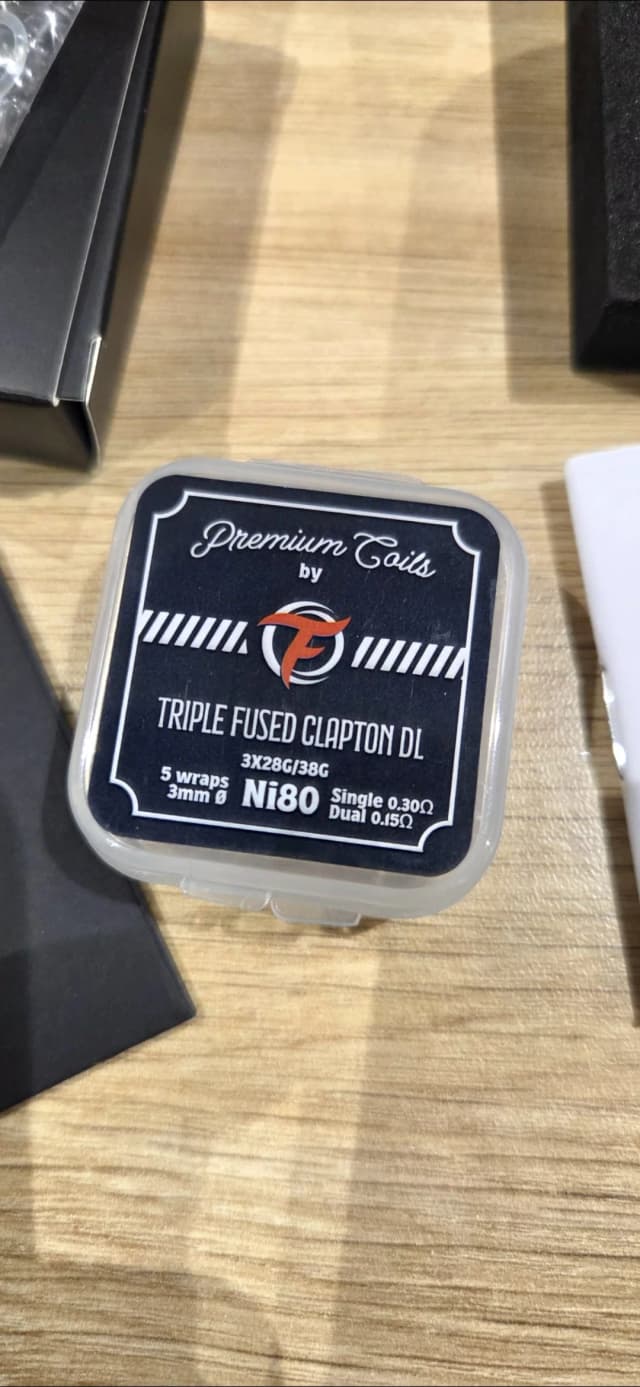 Premium Coils
by
TF
TRIPLE FUSED CLAPTON DL
3X28G/38G
5 wraps
3mm Ø
Ni80
Single 0.30Ω
Dual 0.15Ω